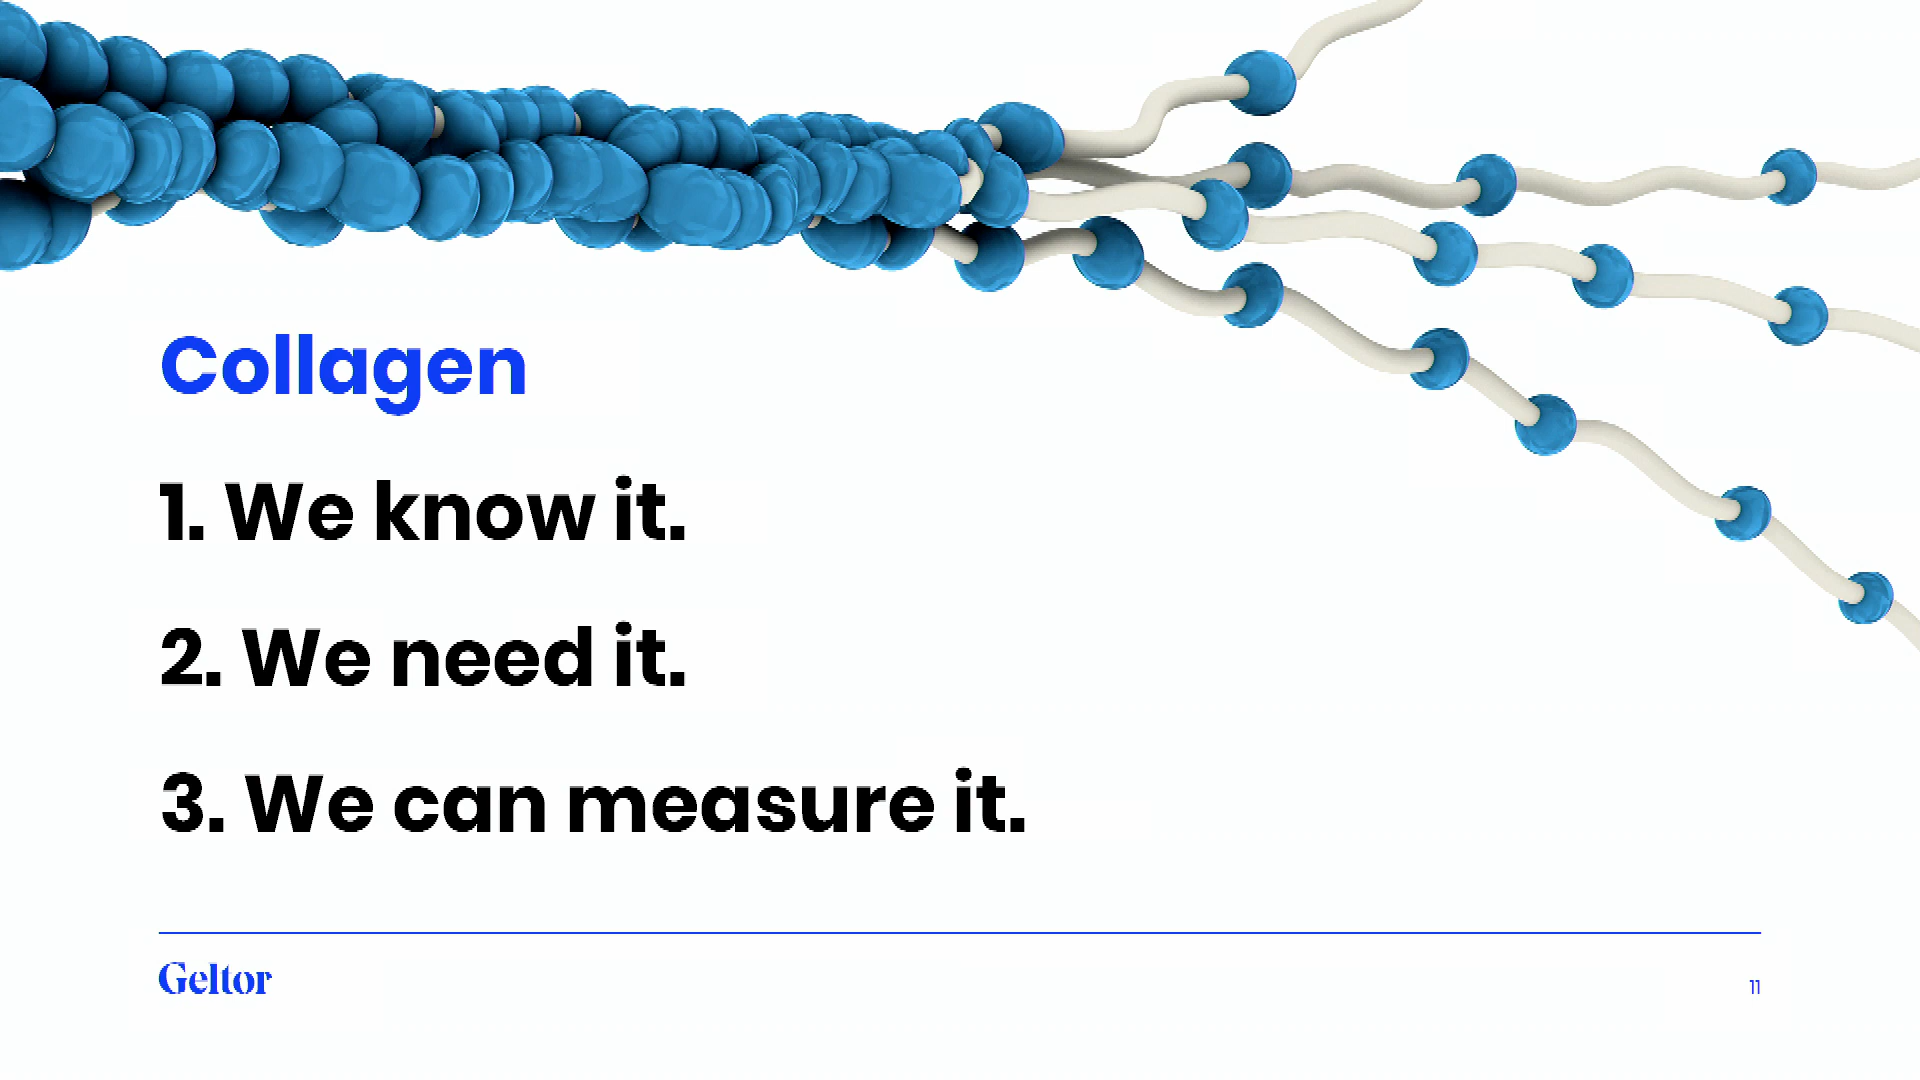 Collagen
1. We know it.
2. We need it.
3. We can measure it.
Geltor
11